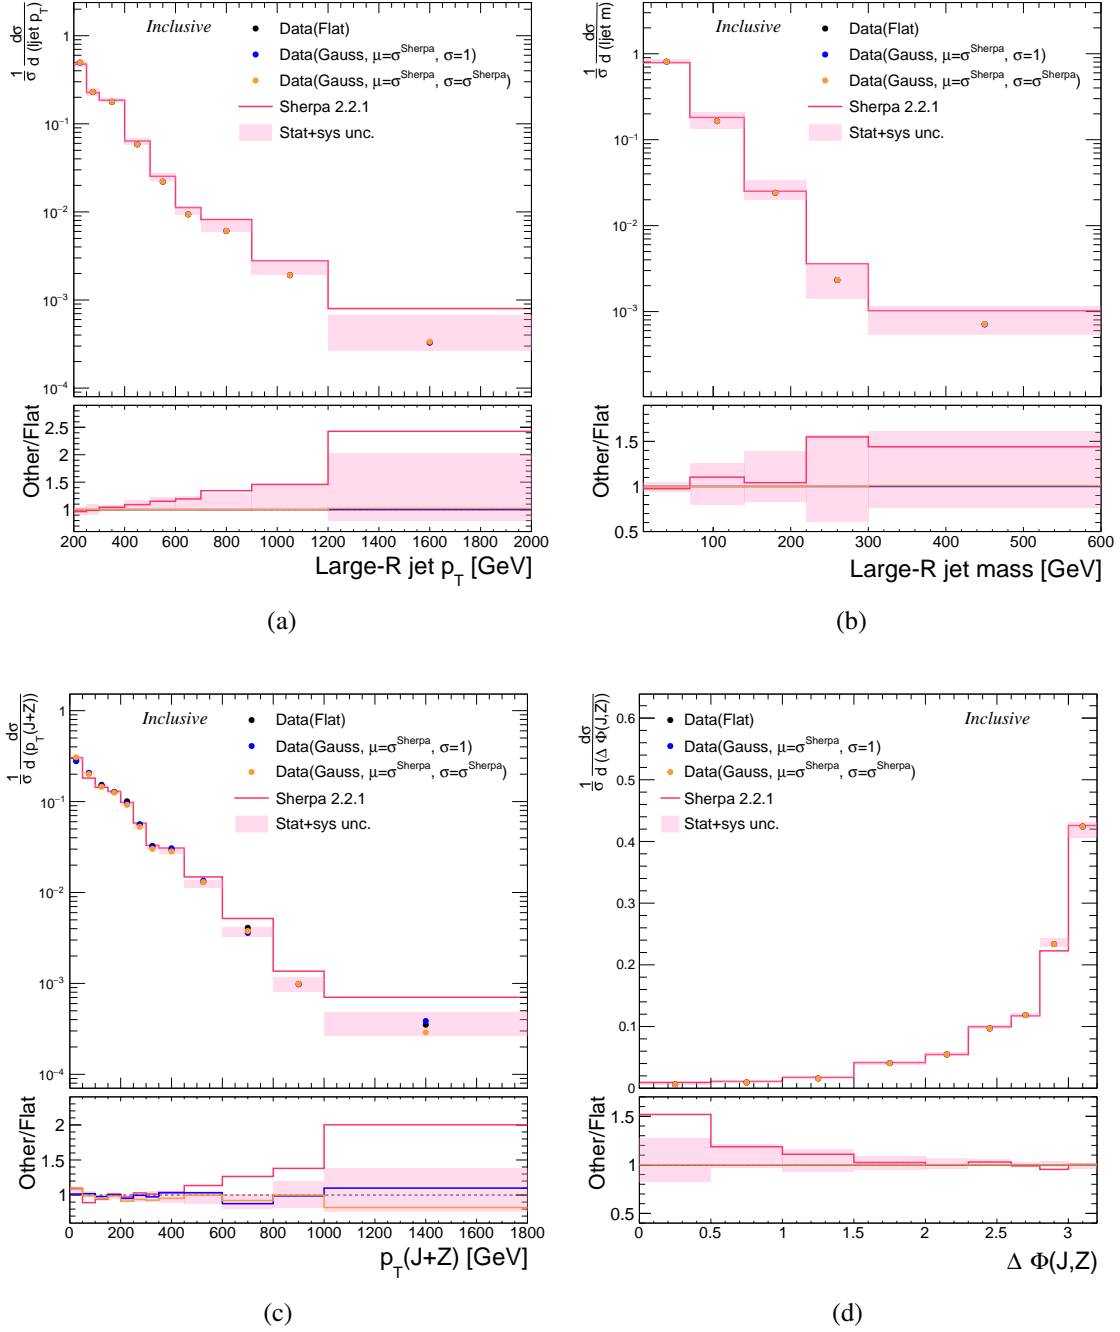 Inclusive
Data(Flat)
Data(Gauss, μ=σ^Sherpa, σ=1)
Data(Gauss, μ=σ^Sherpa, σ=σ^Sherpa)
Sherpa 2.2.1
Stat+sys unc.
1/σ dσ/d (ljet p_T)
1
10⁻¹
10⁻²
10⁻³
10⁻⁴
Other/Flat
2.5
2
1.5
1
200 400 600 800 1000 1200 1400 1600 1800 2000
Large-R jet p_T [GeV]
(a)
Inclusive
Data(Flat)
Data(Gauss, μ=σ^Sherpa, σ=1)
Data(Gauss, μ=σ^Sherpa, σ=σ^Sherpa)
Sherpa 2.2.1
Stat+sys unc.
1/σ dσ/d (ljet m)
1
10⁻¹
10⁻²
10⁻³
Other/Flat
1.5
1
0.5
100 200 300 400 500 600
Large-R jet mass [GeV]
(b)
Inclusive
Data(Flat)
Data(Gauss, μ=σ^Sherpa, σ=1)
Data(Gauss, μ=σ^Sherpa, σ=σ^Sherpa)
Sherpa 2.2.1
Stat+sys unc.
1/σ dσ/d (p_T(J+Z))
1
10⁻¹
10⁻²
10⁻³
10⁻⁴
Other/Flat
2
1.5
1
0 200 400 600 800 1000 1200 1400 1600 1800
p_T(J+Z) [GeV]
(c)
Inclusive
Data(Flat)
Data(Gauss, μ=σ^Sherpa, σ=1)
Data(Gauss, μ=σ^Sherpa, σ=σ^Sherpa)
Sherpa 2.2.1
Stat+sys unc.
1/σ dσ/d (Δ Φ(J,Z))
0.6
0.5
0.4
0.3
0.2
0.1
0
Other/Flat
1.5
1
0.5
0 0.5 1 1.5 2 2.5 3
Δ Φ(J,Z)
(d)